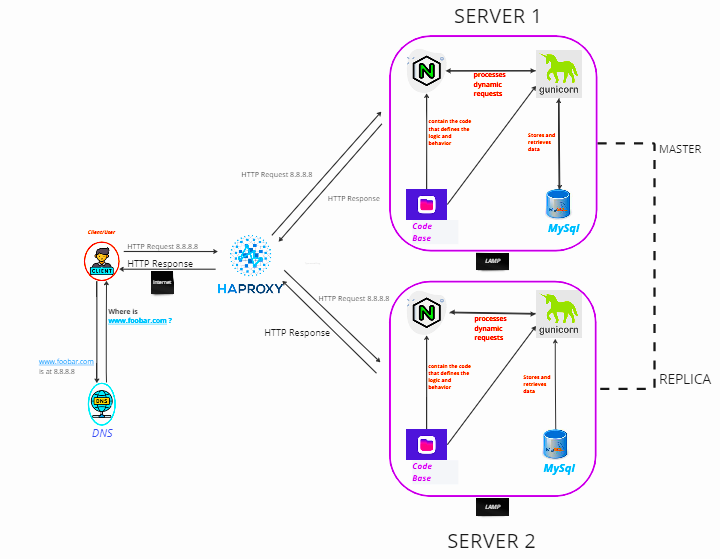 SERVER 1
N
gunicorn
processes
dynamic
requests
contain the code
that defines the
logic and
behavior
Stores and
retrieves
data
Code
Base
MySql
MySql
LAMP
MASTER
HTTP Request 8.8.8.8
HTTP Response
Client/User
CLIENT
HTTP Request 8.8.8.8
HTTP Response
Internet
HAPROXY
Where is
www.foobar.com ?
www.foobar.com
is at 8.8.8.8
DNS
DNS
HTTP Request 8.8.8.8
HTTP Response
N
gunicorn
processes
dynamic
requests
contain the code
that defines the
logic and
behavior
Stores and
retrieves
data
Code
Base
MySql
LAMP
REPLICA
SERVER 2